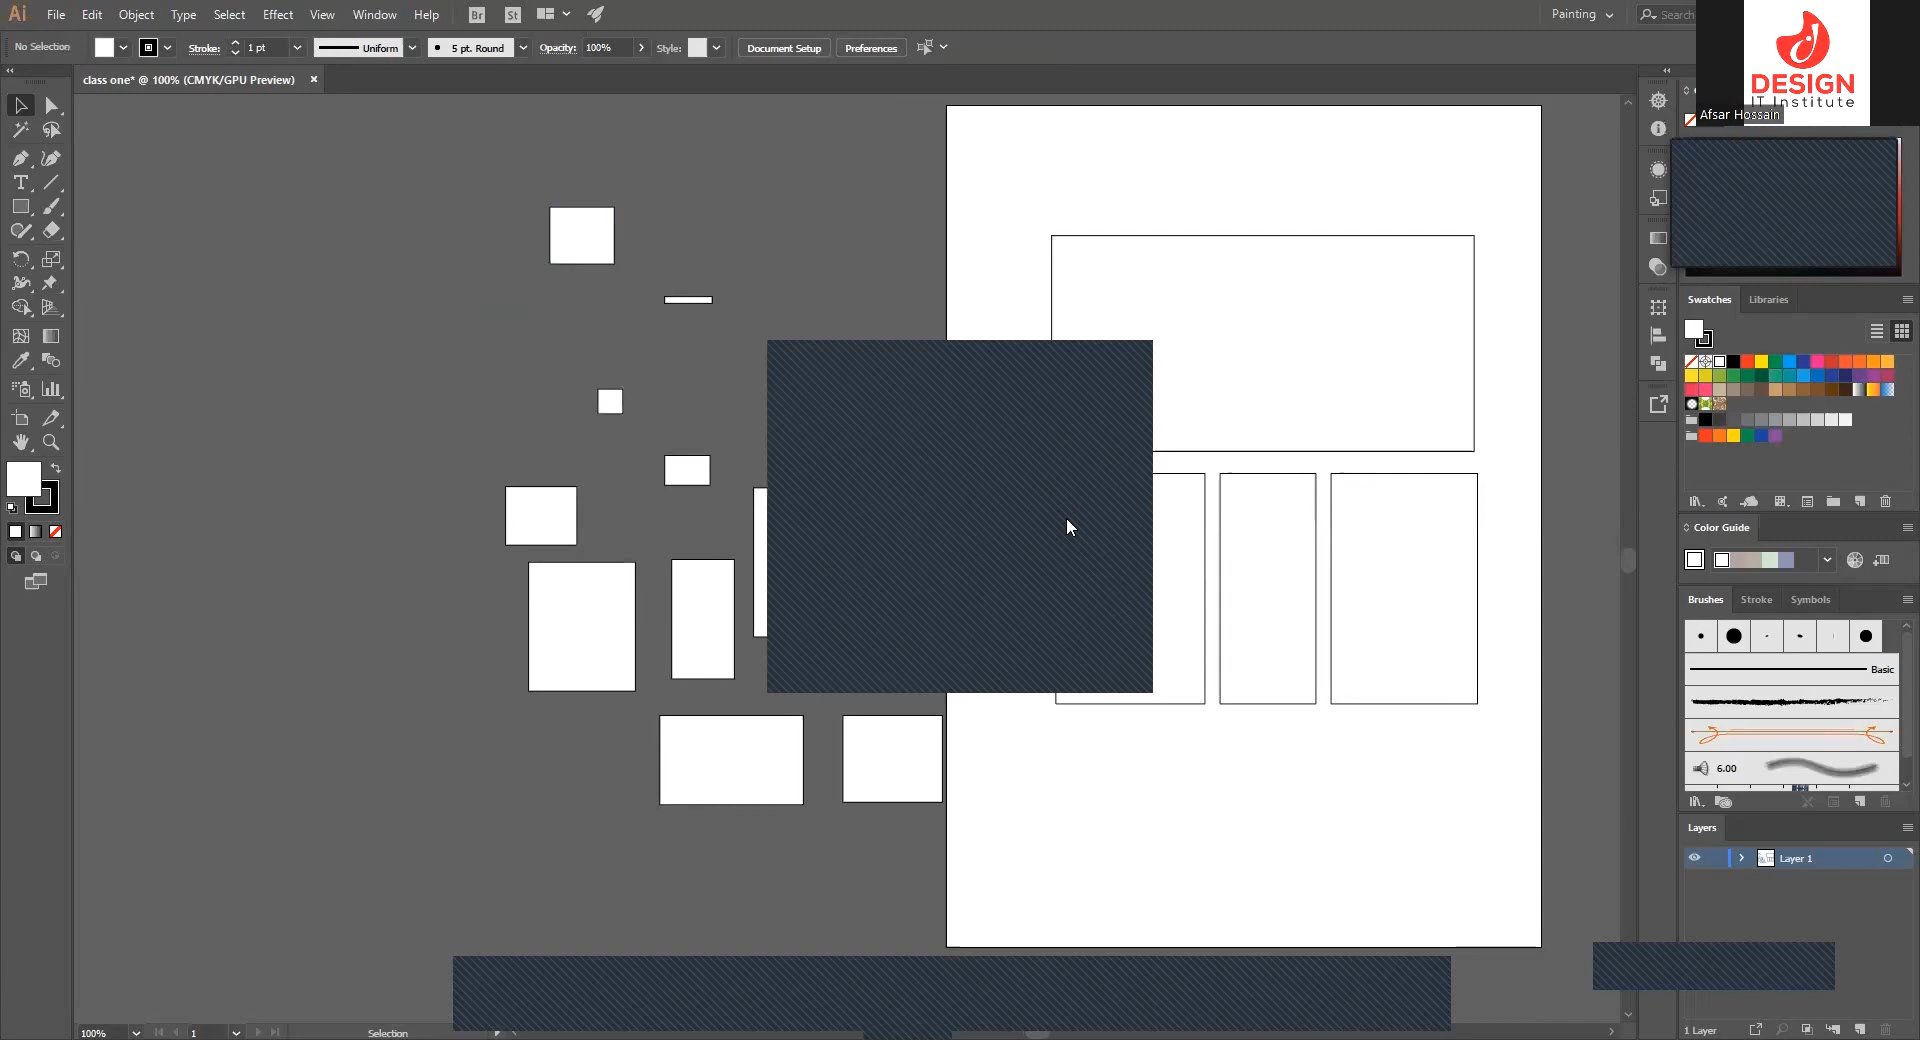 Ai File Edit Object Type Select Effect View Window Help Br St Painting Search
No Selection Stroke: 1 pt Uniform 5 pt. Round Opacity: 100% Style: Document Setup Preferences
DESIGN
IT Institute
Afsar Hossain
class one* @ 100% (CMYK/GPU Preview)
Swatches Libraries
Color Guide
Brushes Stroke Symbols
Basic
6.00
Layers
Layer 1
100% 1 Selection
1 Layer